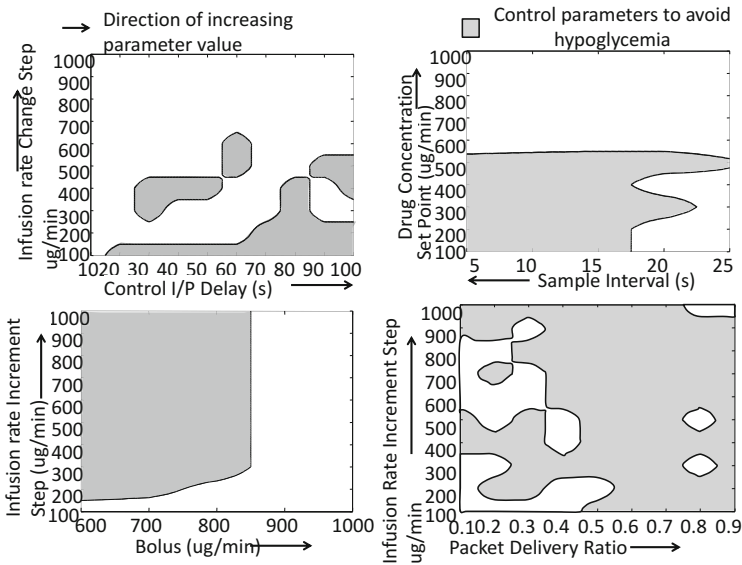 Direction of increasing
parameter value
Control parameters to avoid
hypoglycemia
Infusion rate Change Step
ug/min
1000
900
800
700
600
500
400
300
200
100
10 20 30 40 50 60 70 80 90 100
Control I/P Delay (s)
Drug Concentration
Set Point (ug/min)
1000
900
800
700
600
500
400
300
200
100
5 10 15 20 25
Sample Interval (s)
Infusion rate Increment
Step (ug/min)
1000
900
800
700
600
500
400
300
200
100
600 700 800 900 1000
Bolus (ug/min)
Infusion Rate Increment Step
ug/min
1000
900
800
700
600
500
400
300
200
100
0.1 0.2 0.3 0.4 0.5 0.6 0.7 0.8 0.9
Packet Delivery Ratio